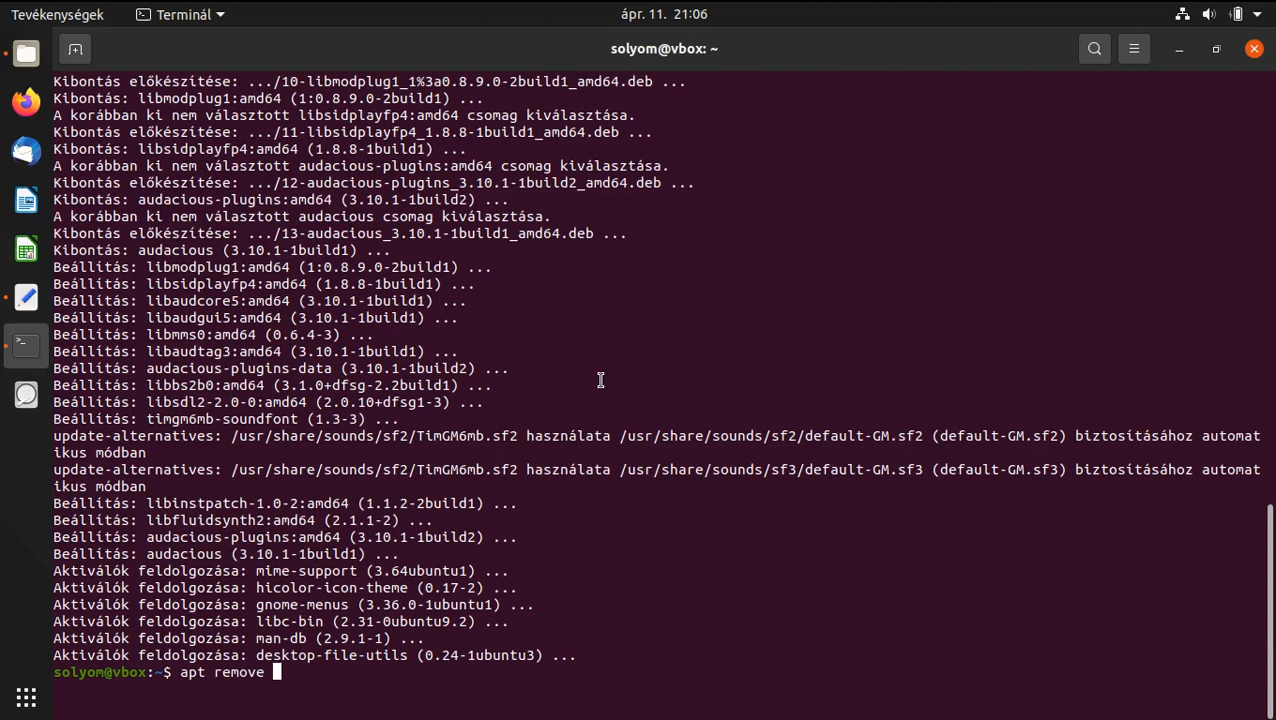 Tevékenységek
Terminál
ápr. 11. 21:06
solyom@vbox: ~
Kibontás előkészítése: .../10-libmodplug1_1%3a0.8.9.0-2build1_amd64.deb ...
Kibontás: libmodplug1:amd64 (1:0.8.9.0-2build1) ...
A korábban ki nem választott libsidplayfp4:amd64 csomag kiválasztása.
Kibontás előkészítése: .../11-libsidplayfp4_1.8.8-1build1_amd64.deb ...
Kibontás: libsidplayfp4:amd64 (1.8.8-1build1) ...
A korábban ki nem választott audacious-plugins:amd64 csomag kiválasztása.
Kibontás előkészítése: .../12-audacious-plugins_3.10.1-1build2_amd64.deb ...
Kibontás: audacious-plugins:amd64 (3.10.1-1build2) ...
A korábban ki nem választott audacious csomag kiválasztása.
Kibontás előkészítése: .../13-audacious_3.10.1-1build1_amd64.deb ...
Kibontás: audacious (3.10.1-1build1) ...
Beállítás: libmodplug1:amd64 (1:0.8.9.0-2build1) ...
Beállítás: libsidplayfp4:amd64 (1.8.8-1build1) ...
Beállítás: libaudcore5:amd64 (3.10.1-1build1) ...
Beállítás: libaudgui5:amd64 (3.10.1-1build1) ...
Beállítás: libmms0:amd64 (0.6.4-3) ...
Beállítás: libaudtag3:amd64 (3.10.1-1build1) ...
Beállítás: audacious-plugins-data (3.10.1-1build2) ...
Beállítás: libbs2b0:amd64 (3.1.0+dfsg-2.2build1) ...
Beállítás: libsdl2-2.0-0:amd64 (2.0.10+dfsg1-3) ...
Beállítás: timgm6mb-soundfont (1.3-3) ...
update-alternatives: /usr/share/sounds/sf2/TimGM6mb.sf2 használata /usr/share/sounds/sf2/default-GM.sf2 (default-GM.sf2) biztosításához automat
ikus módban
update-alternatives: /usr/share/sounds/sf2/TimGM6mb.sf2 használata /usr/share/sounds/sf3/default-GM.sf3 (default-GM.sf3) biztosításához automat
ikus módban
Beállítás: libinstpatch-1.0-2:amd64 (1.1.2-2build1) ...
Beállítás: libfluidsynth2:amd64 (2.1.1-2) ...
Beállítás: audacious-plugins:amd64 (3.10.1-1build2) ...
Beállítás: audacious (3.10.1-1build1) ...
Aktiválók feldolgozása: mime-support (3.64ubuntu1) ...
Aktiválók feldolgozása: hicolor-icon-theme (0.17-2) ...
Aktiválók feldolgozása: gnome-menus (3.36.0-1ubuntu1) ...
Aktiválók feldolgozása: libc-bin (2.31-0ubuntu9.2) ...
Aktiválók feldolgozása: man-db (2.9.1-1) ...
Aktiválók feldolgozása: desktop-file-utils (0.24-1ubuntu3) ...
solyom@vbox:~$ apt remove